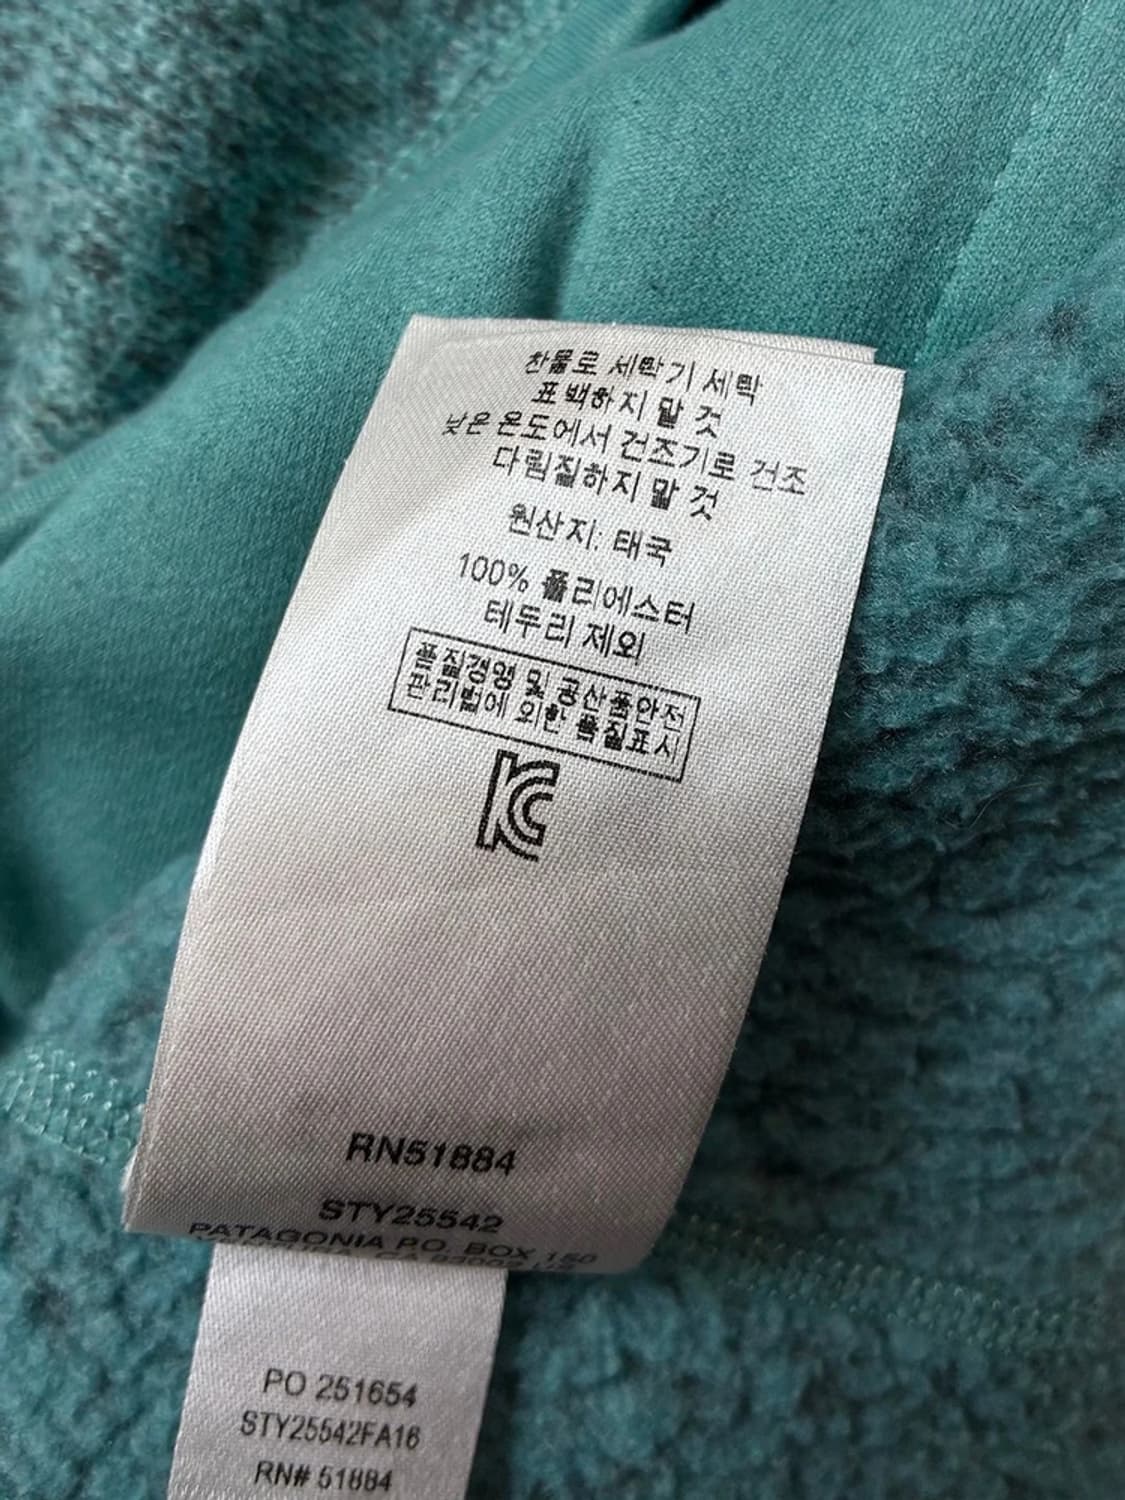 찬물로 세탁기 세탁
표백하지 말 것
낮은 온도에서 건조기로 건조
다림질하지 말 것
원산지: 태국
100% 폴리에스터
테두리 제외
품질경영 및 공산품안전
관리법에 의한 품질표시
KC
RN51884
STY25542
PATAGONIA P.O. BOX 150
CA 93002
PO 251654
STY25542FA16
RN# 51884